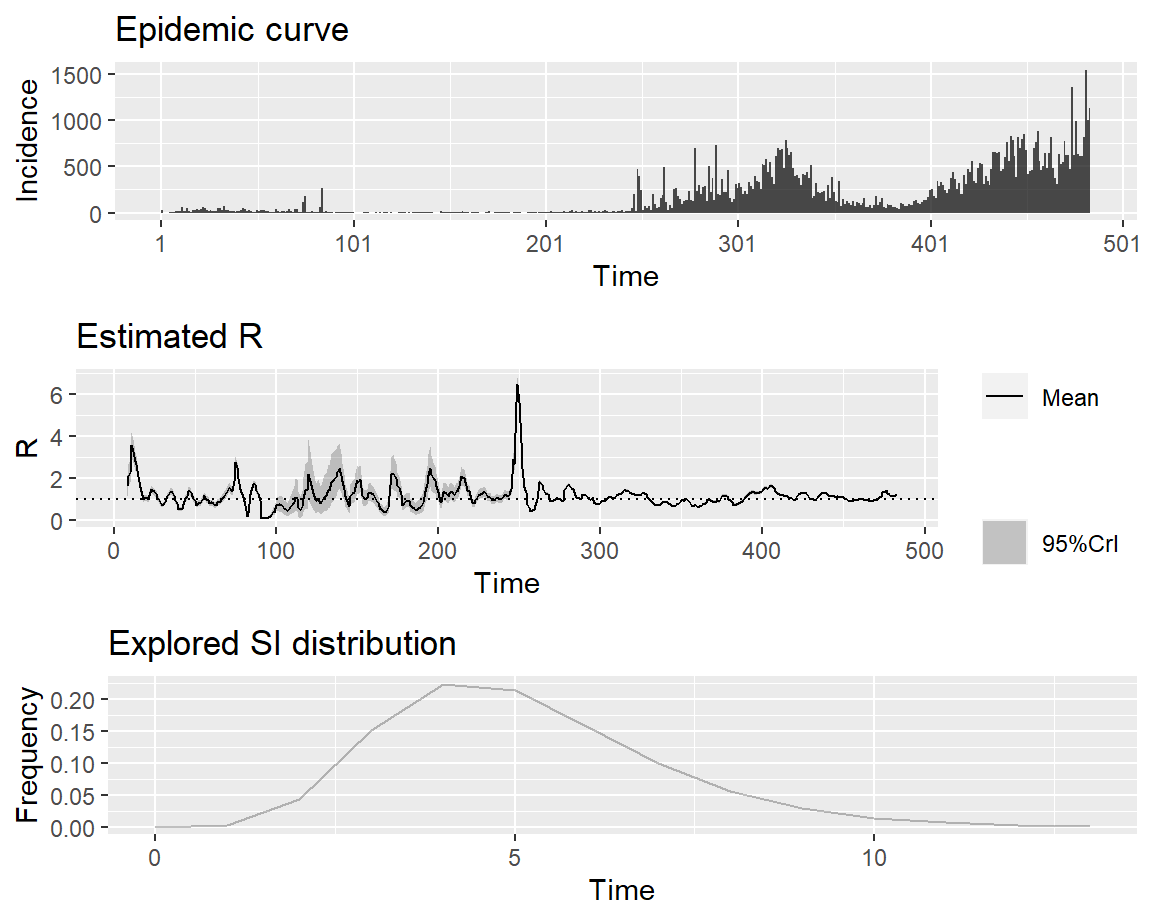 Epidemic curve
Incidence
1500
1000
500
0
1 101 201 301 401 501
Time
Estimated R
R
6
4
2
0
0 100 200 300 400 500
Time
Mean
95%CrI
Explored SI distribution
Frequency
0.20
0.15
0.10
0.05
0.00
0 5 10
Time